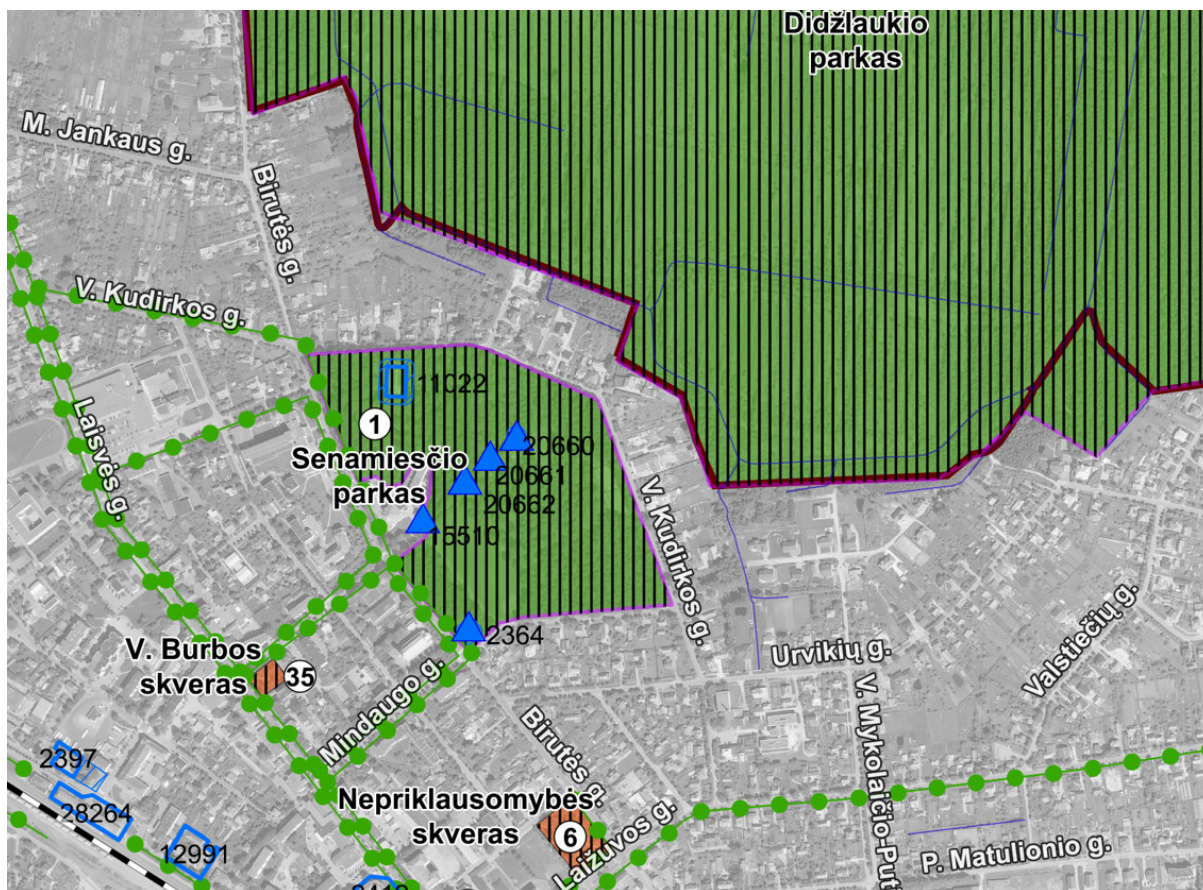 Didžlaukio
parkas
M. Jankaus g.
Birutės g.
V. Kudirkos g.
Laisvės g.
11022
1
Senamiesčio
parkas
20660
20661
20662
15510
V. Kudirkos g.
2364
V. Burbos
skveras
35
Mindaugo g.
Urvikių g.
Valstiečių g.
Birutės g.
2397
28264
12991
Nepriklausomybės
skveras
6
Laižuvos g.
P. Matulionio g.